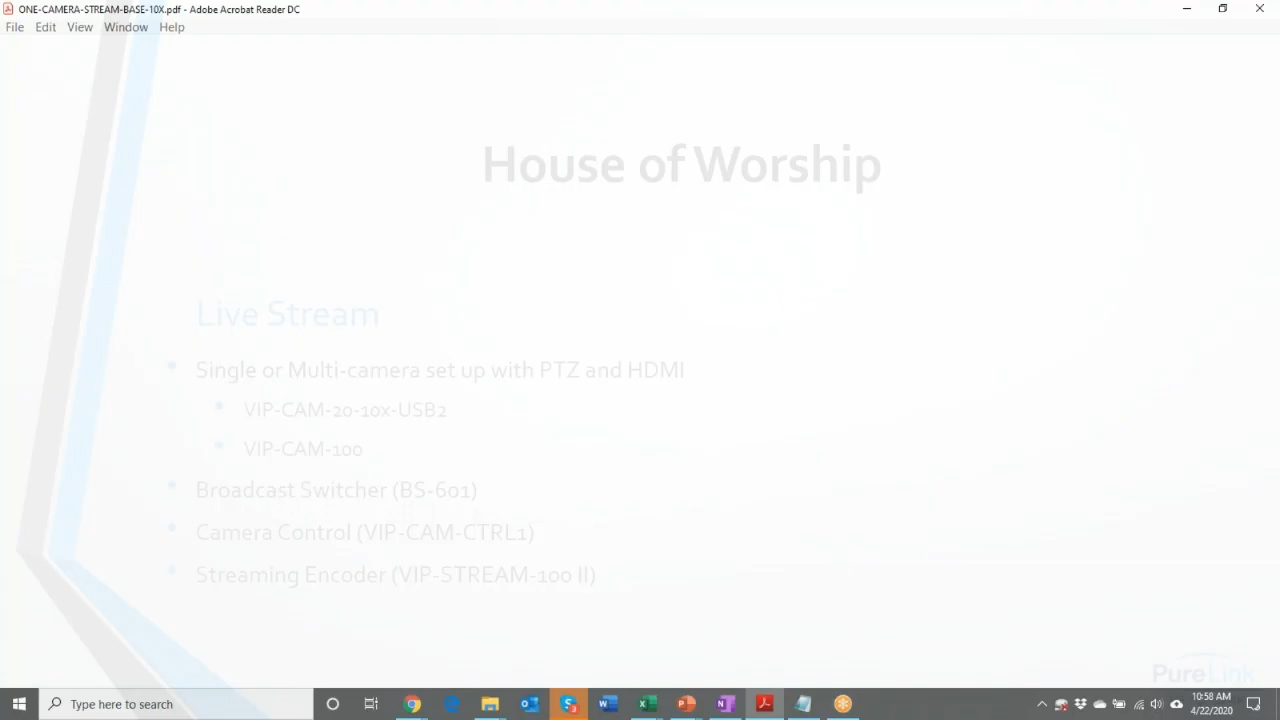 ONE-CAMERA-STREAM-BASE-10X.pdf - Adobe Acrobat Reader DC
File Edit View Window Help
House of Worship
Live Stream
• Single or Multi-camera set up with PTZ and HDMI
• VIP-CAM-20-10x-USB2
• VIP-CAM-100
• Broadcast Switcher (BS-601)
• Camera Control (VIP-CAM-CTRL1)
• Streaming Encoder (VIP-STREAM-100 II)
PureLink
Type here to search
10:58 AM
4/22/2020